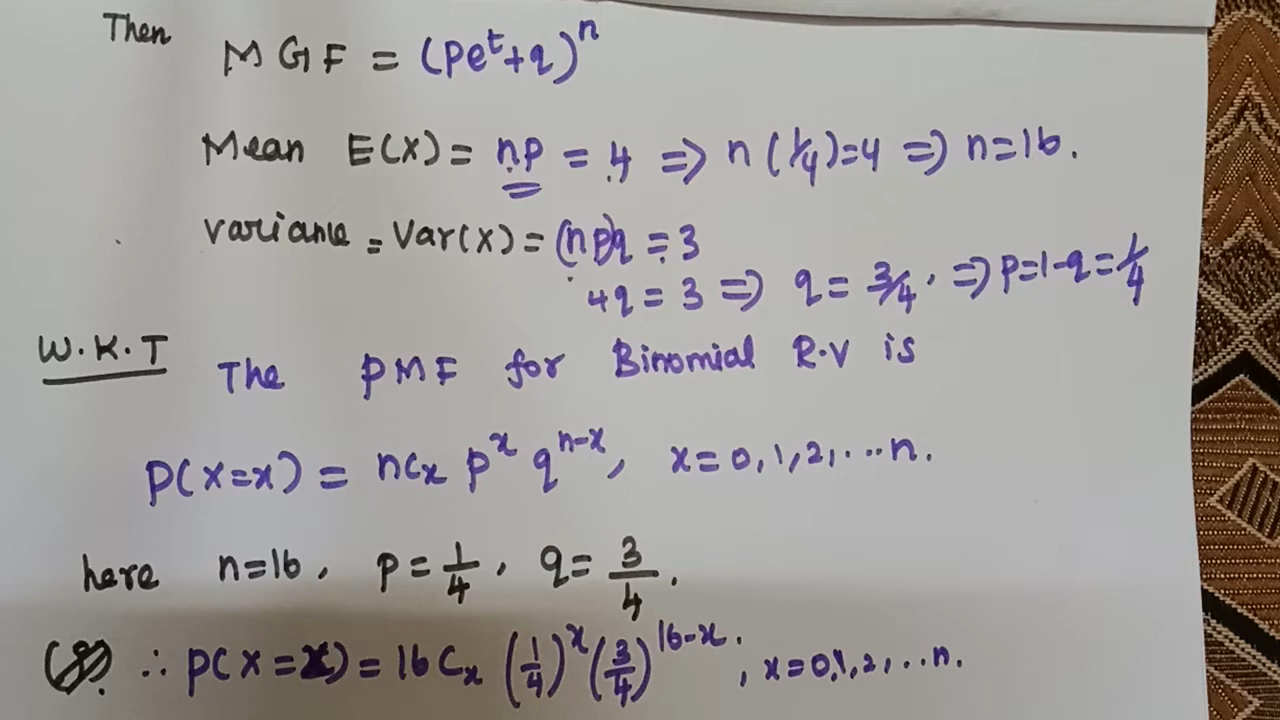 Then
MGF = (pe^t+q)^n
Mean E(X) = n.p = 4 => n(1/4)=4 => n=16.
variance = Var(X) = (np)q = 3
4q = 3 => q = 3/4, => p=1-q=1/4
W.K.T The PMF for Binomial R.V is
P(X=x) = nCx p^x q^(n-x), x=0,1,2,...n.
here n=16, p=1/4, q=3/4.
∴ P(X=x) = 16Cx (1/4)^x (3/4)^(16-x), x=0,1,2,..n.